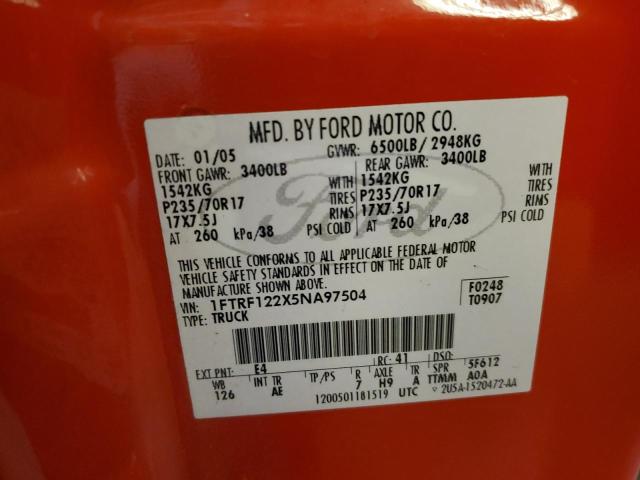 MFD. BY FORD MOTOR CO.
DATE: 01/05 GVWR: 6500LB/ 2948KG
FRONT GAWR: 3400LB REAR GAWR: 3400LB
1542KG WITH 1542KG WITH
P235/70R17 TIRES P235/70R17 TIRES
17X7.5J RIMS 17X7.5J RIMS
AT 260 kPa/38 PSI COLD AT 260 kPa/38 PSI COLD
Ford
THIS VEHICLE CONFORMS TO ALL APPLICABLE FEDERAL MOTOR
VEHICLE SAFETY STANDARDS IN EFFECT ON THE DATE OF
MANUFACTURE SHOWN ABOVE.
VIN: 1FTRF122X5NA97504 F0248
TYPE: TRUCK T0907
EXT PNT: E4 RC: 41 DSO:
WB INT TR TP/PS R AXLE TR SPR 5F612
126 AE 7 H9 A TTMM A0A
1200501181519 UTC 2U5A-1520472-AA